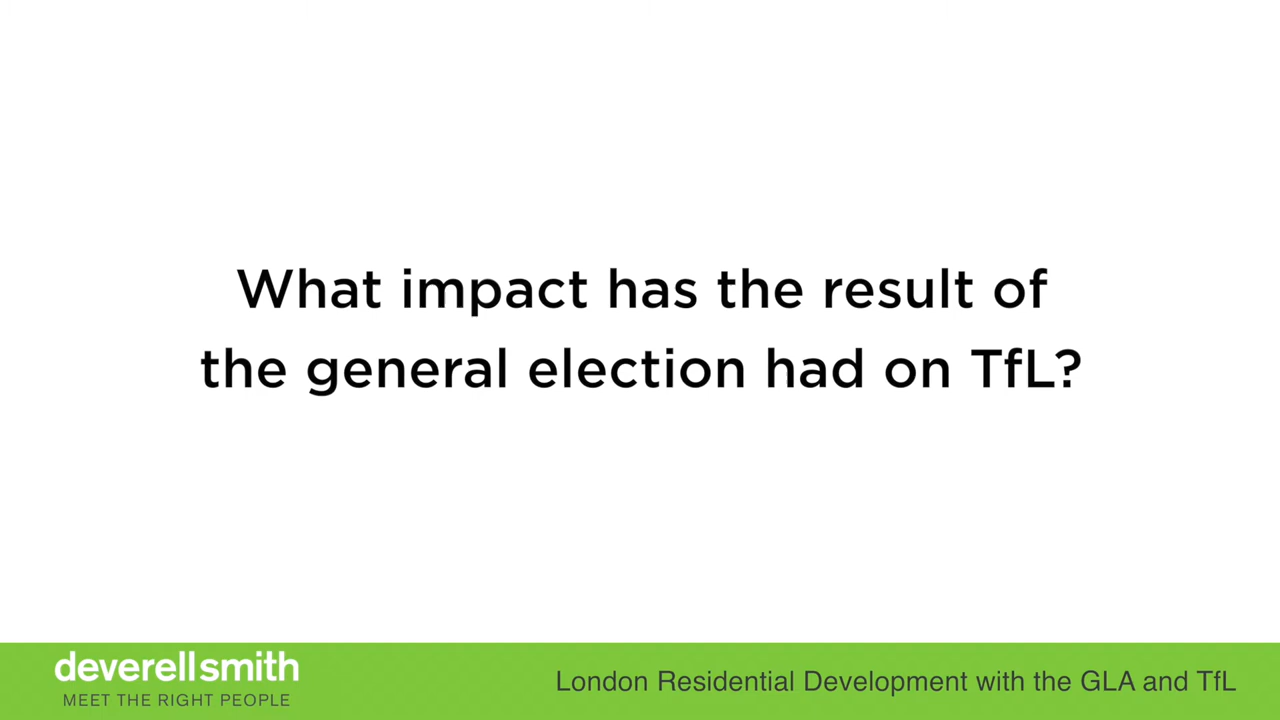 What impact has the result of
the general election had on TfL?
deverellsmith
MEET THE RIGHT PEOPLE
London Residential Development with the GLA and TfL